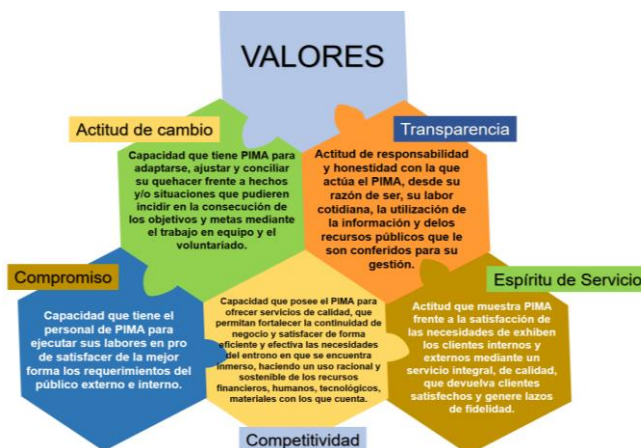 VALORES
Actitud de cambio
Capacidad que tiene PIMA para
adaptarse, ajustar y conciliar
su quehacer frente a hechos
y/o situaciones que pudieren
incidir en la consecución de
los objetivos y metas mediante
el trabajo en equipo y el
voluntariado.
Transparencia
Actitud de responsabilidad
y honestidad con la que
actúa el PIMA, desde su
razón de ser, su labor
cotidiana, la utilización de
la información y delos
recursos públicos que le
son conferidos para su
gestión.
Compromiso
Capacidad que tiene el
personal de PIMA para
ejecutar sus labores en pro
de satisfacer de la mejor
forma los requerimientos del
público externo e interno.
Capacidad que posee el PIMA para
ofrecer servicios de calidad, que
permitan fortalecer la continuidad de
negocio y satisfacer de forma
eficiente y efectiva las necesidades
del entrono en que se encuentra
inmerso, haciendo un uso racional y
sostenible de los recursos
financieros, humanos, tecnológicos,
materiales con los que cuenta.
Competitividad
Espíritu de Servicio
Actitud que muestra PIMA
frente a la satisfacción de
las necesidades de exhiben
los clientes internos y
externos mediante un
servicio integral, de calidad,
que devuelva clientes
satisfechos y genere lazos
de fidelidad.